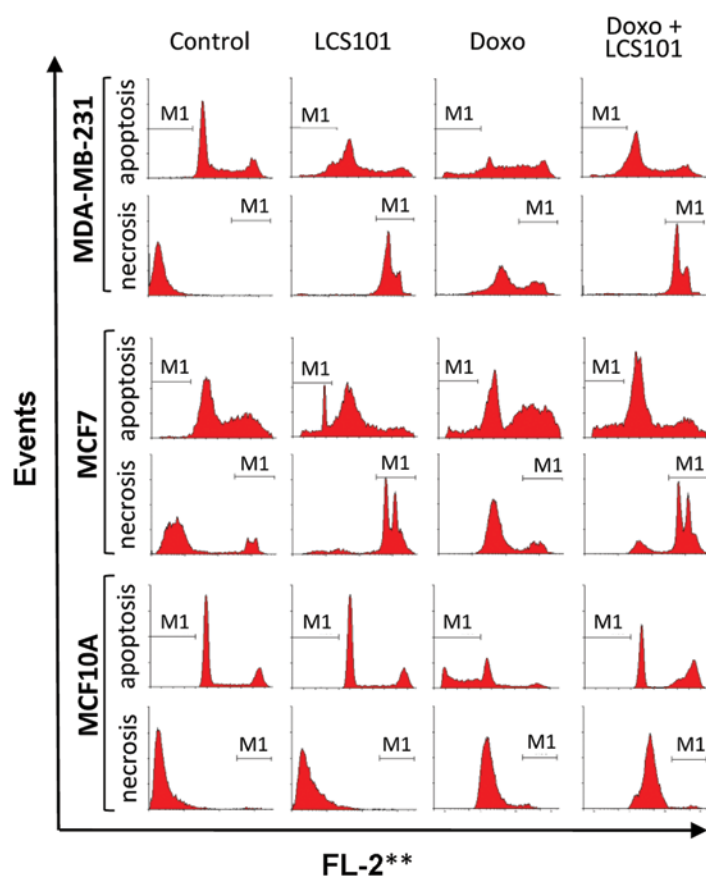 Control LCS101 Doxo Doxo +
LCS101
MDA-MB-231
apoptosis
M1 M1 M1 M1
necrosis
M1 M1 M1 M1
MCF7
apoptosis
M1 M1 M1 M1
necrosis
M1 M1 M1 M1
MCF10A
apoptosis
M1 M1 M1 M1
necrosis
M1 M1 M1 M1
Events
FL-2**